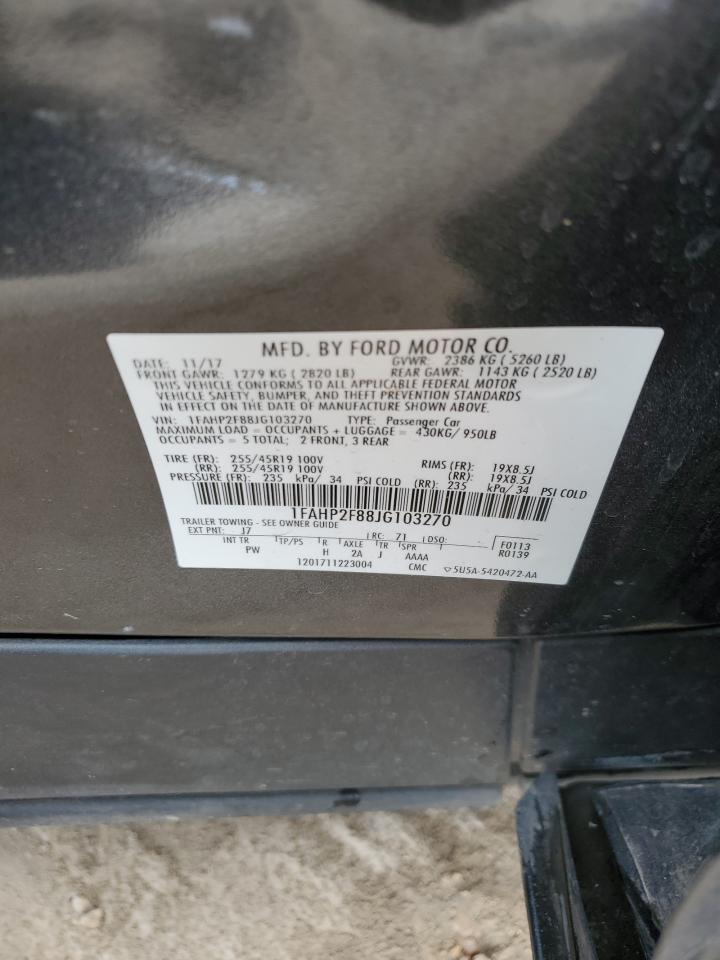 MFD. BY FORD MOTOR CO.
DATE: 11/17 GVWR: 2386 KG ( 5260 LB)
FRONT GAWR: 1279 KG ( 2820 LB) REAR GAWR: 1143 KG ( 2520 LB)
THIS VEHICLE CONFORMS TO ALL APPLICABLE FEDERAL MOTOR
VEHICLE SAFETY, BUMPER, AND THEFT PREVENTION STANDARDS
IN EFFECT ON THE DATE OF MANUFACTURE SHOWN ABOVE.
VIN: 1FAHP2F88JG103270 TYPE: Passenger Car
MAXIMUM LOAD = OCCUPANTS + LUGGAGE = 430KG/ 950LB
OCCUPANTS = 5 TOTAL; 2 FRONT, 3 REAR
TIRE (FR): 255/45R19 100V RIMS (FR): 19X8.5J
(RR): 255/45R19 100V (RR): 19X8.5J
PRESSURE (FR): 235 kPa/ 34 PSI COLD (RR): 235 kPa/ 34 PSI COLD
1FAHP2F88JG103270
TRAILER TOWING - SEE OWNER GUIDE
EXT PNT: J7 RC: 71 DSO: F0113
INT TR TP/PS R AXLE TR SPR R0139
PW H 2A J AAAA
1201711223004 CMC ▽5U5A-5420472-AA